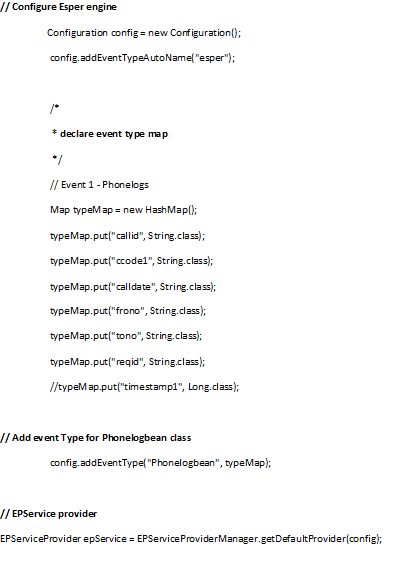 // Configure Esper engine
Configuration config = new Configuration();
config.addEventTypeAutoName("esper");
/*
* declare event type map
*/
// Event 1 - Phonelogs
Map typeMap = new HashMap();
typeMap.put("callid", String.class);
typeMap.put("ccode1", String.class);
typeMap.put("calldate", String.class);
typeMap.put("frono", String.class);
typeMap.put("tono", String.class);
typeMap.put("reqid", String.class);
//typeMap.put("timestamp1", Long.class);
// Add event Type for Phonelogbean class
config.addEventType("Phonelogbean", typeMap);
// EPService provider
EPServiceProvider epService = EPServiceProviderManager.getDefaultProvider(config);